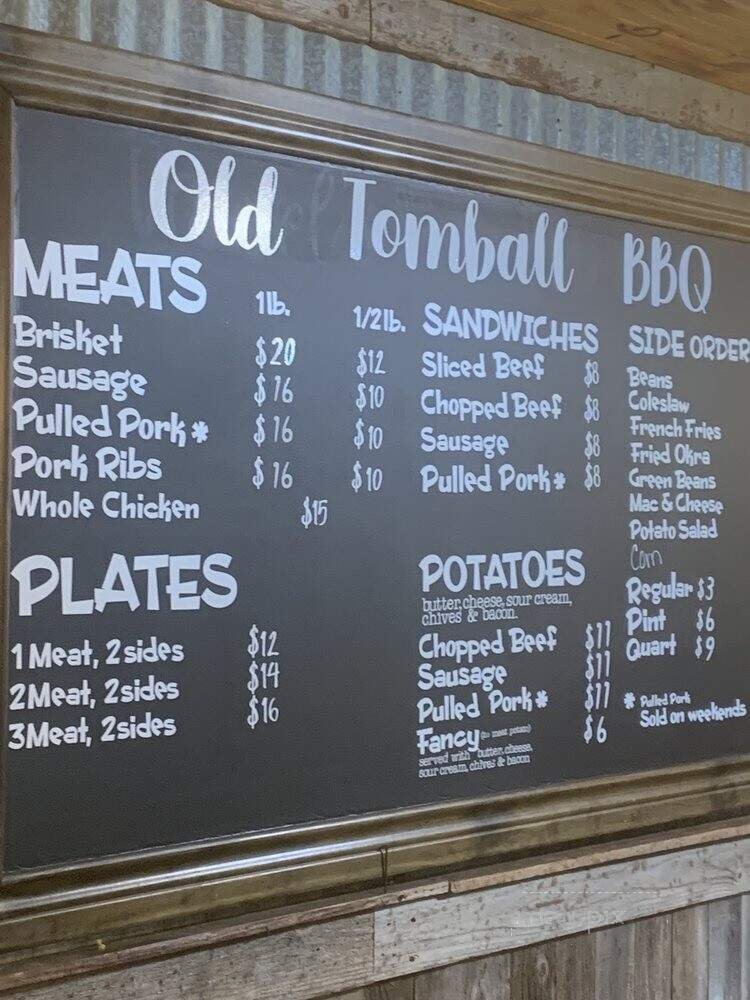 Old Tomball BBQ
MEATS 1lb. 1/2lb.
Brisket $20 $12
Sausage $16 $10
Pulled Pork* $16 $10
Pork Ribs $16 $10
Whole Chicken $15
PLATES
1 Meat, 2 sides $12
2 Meat, 2 sides $14
3 Meat, 2 sides $16
SANDWICHES
Sliced Beef $8
Chopped Beef $8
Sausage $8
Pulled Pork* $8
POTATOES
butter, cheese, sour cream,
chives & bacon.
Chopped Beef $11
Sausage $11
Pulled Pork* $11
Fancy (no meat potato) $6
served with butter, cheese,
sour cream, chives & bacon
SIDE ORDER
Beans
Coleslaw
French Fries
Fried Okra
Green Beans
Mac & Cheese
Potato Salad
Corn
Regular $3
Pint $6
Quart $9
* Pulled Pork
Sold on weekends